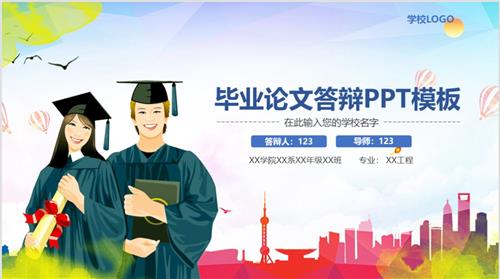 学校LOGO
毕业论文答辩PPT模板
在此输入您的学校名字
答辩人：123 导师：123
XX学院XX系XX年级XX班 专业： XX工程